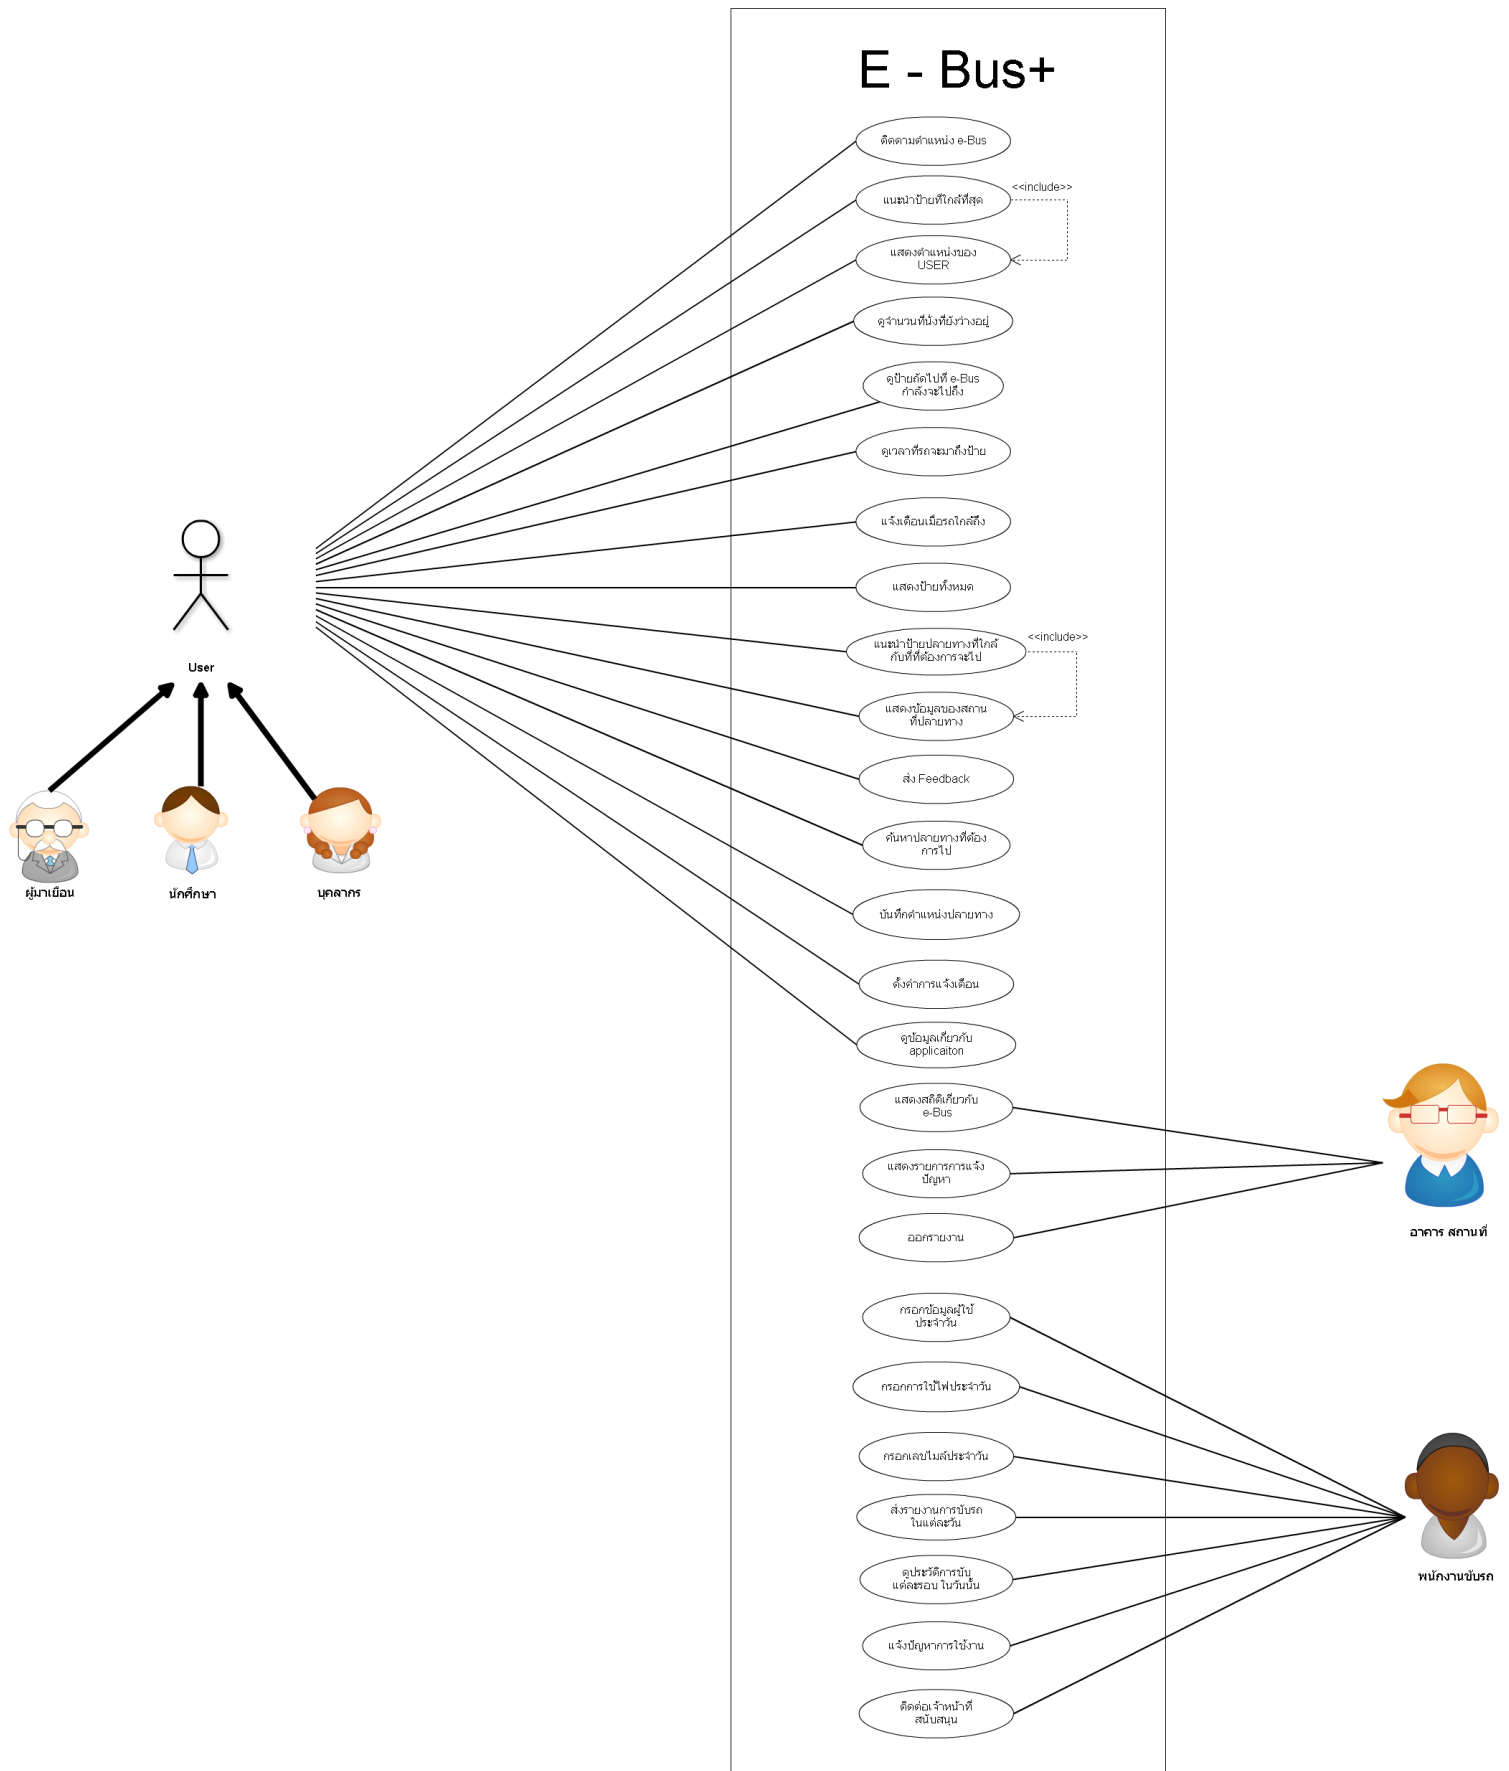 E - Bus+
ติดตามตำแหน่ง e-Bus
แนะนำป้ายที่ใกล้ที่สุด
<<include>>
แสดงตำแหน่งของ
USER
ดูจำนวนที่นั่งที่ยังว่างอยู่
ดูป้ายถัดไปที่ e-Bus
กำลังจะไปถึง
ดูเวลาที่รถจะมาถึงป้าย
แจ้งเตือนเมื่อรถใกล้ถึง
แสดงป้ายทั้งหมด
แนะนำป้ายปลายทางที่ใกล้
กับที่ที่ต้องการจะไป
<<include>>
แสดงข้อมูลของสถาน
ที่ปลายทาง
ส่ง Feedback
ค้นหาปลายทางที่ต้อง
การไป
บันทึกตำแหน่งปลายทาง
ตั้งค่าการแจ้งเตือน
ดูข้อมูลเกี่ยวกับ
applicaiton
User
ผู้มาเยือน
นักศึกษา
บุคลากร
แสดงสถิติเกี่ยวกับ
e-Bus
แสดงรายการการแจ้ง
ปัญหา
ออกรายงาน
อาคาร สถานที่
กรอกข้อมูลผู้ใช้
ประจำวัน
กรอกการใช้ไฟประจำวัน
กรอกเลขไมล์ประจำวัน
ส่งรายงานการขับรถ
ในแต่ละวัน
ดูประวัติการขับ
แต่ละรอบ ในวันนั้น
แจ้งปัญหาการใช้งาน
ติดต่อเจ้าหน้าที่
สนับสนุน
พนักงานขับรถ